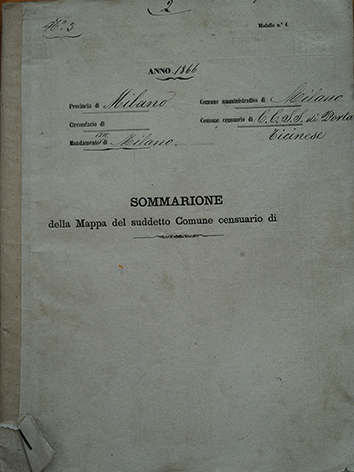 2
N.º 3
Modello n.º 1.
ANNO 1866
Provincia di Milano
Comune amministrativo di Milano
Circondario di
Comune censuario di C.C. S.S. di Porta
Mandamento di Milano.
Ticinese
SOMMARIONE
della Mappa del suddetto Comune censuario di